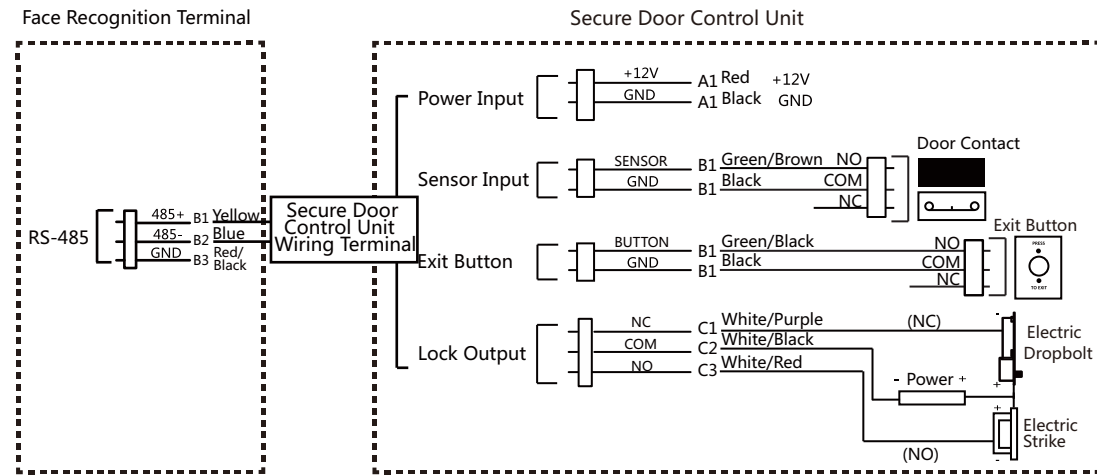 Face Recognition Terminal
Secure Door Control Unit
RS-485
485+ B1 Yellow
485- B2 Blue
GND B3 Red/
Black
Secure Door
Control Unit
Wiring Terminal
Power Input
+12V A1 Red +12V
GND A1 Black GND
Sensor Input
SENSOR B1 Green/Brown NO
GND B1 Black COM
NC
Door Contact
Exit Button
BUTTON B1 Green/Black NO
GND B1 Black COM
NC
Exit Button
PRESS
TO EXIT
Lock Output
NC C1 White/Purple (NC)
COM C2 White/Black
NO C3 White/Red
- Power +
(NO)
-
Electric
Dropbolt
+
+
Electric
Strike
-